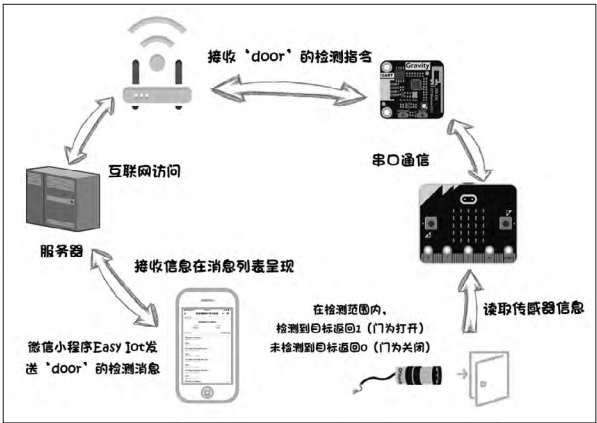 接收‘door’的检测指令
Gravity
UART
串口通信
互联网访问
服务器
接收信息在消息列表呈现
微信小程序Easy Iot发
送‘door’的检测消息
在检测范围内，
检测到目标返回1（门为打开）
未检测到目标返回0（门为关闭）
读取传感器信息